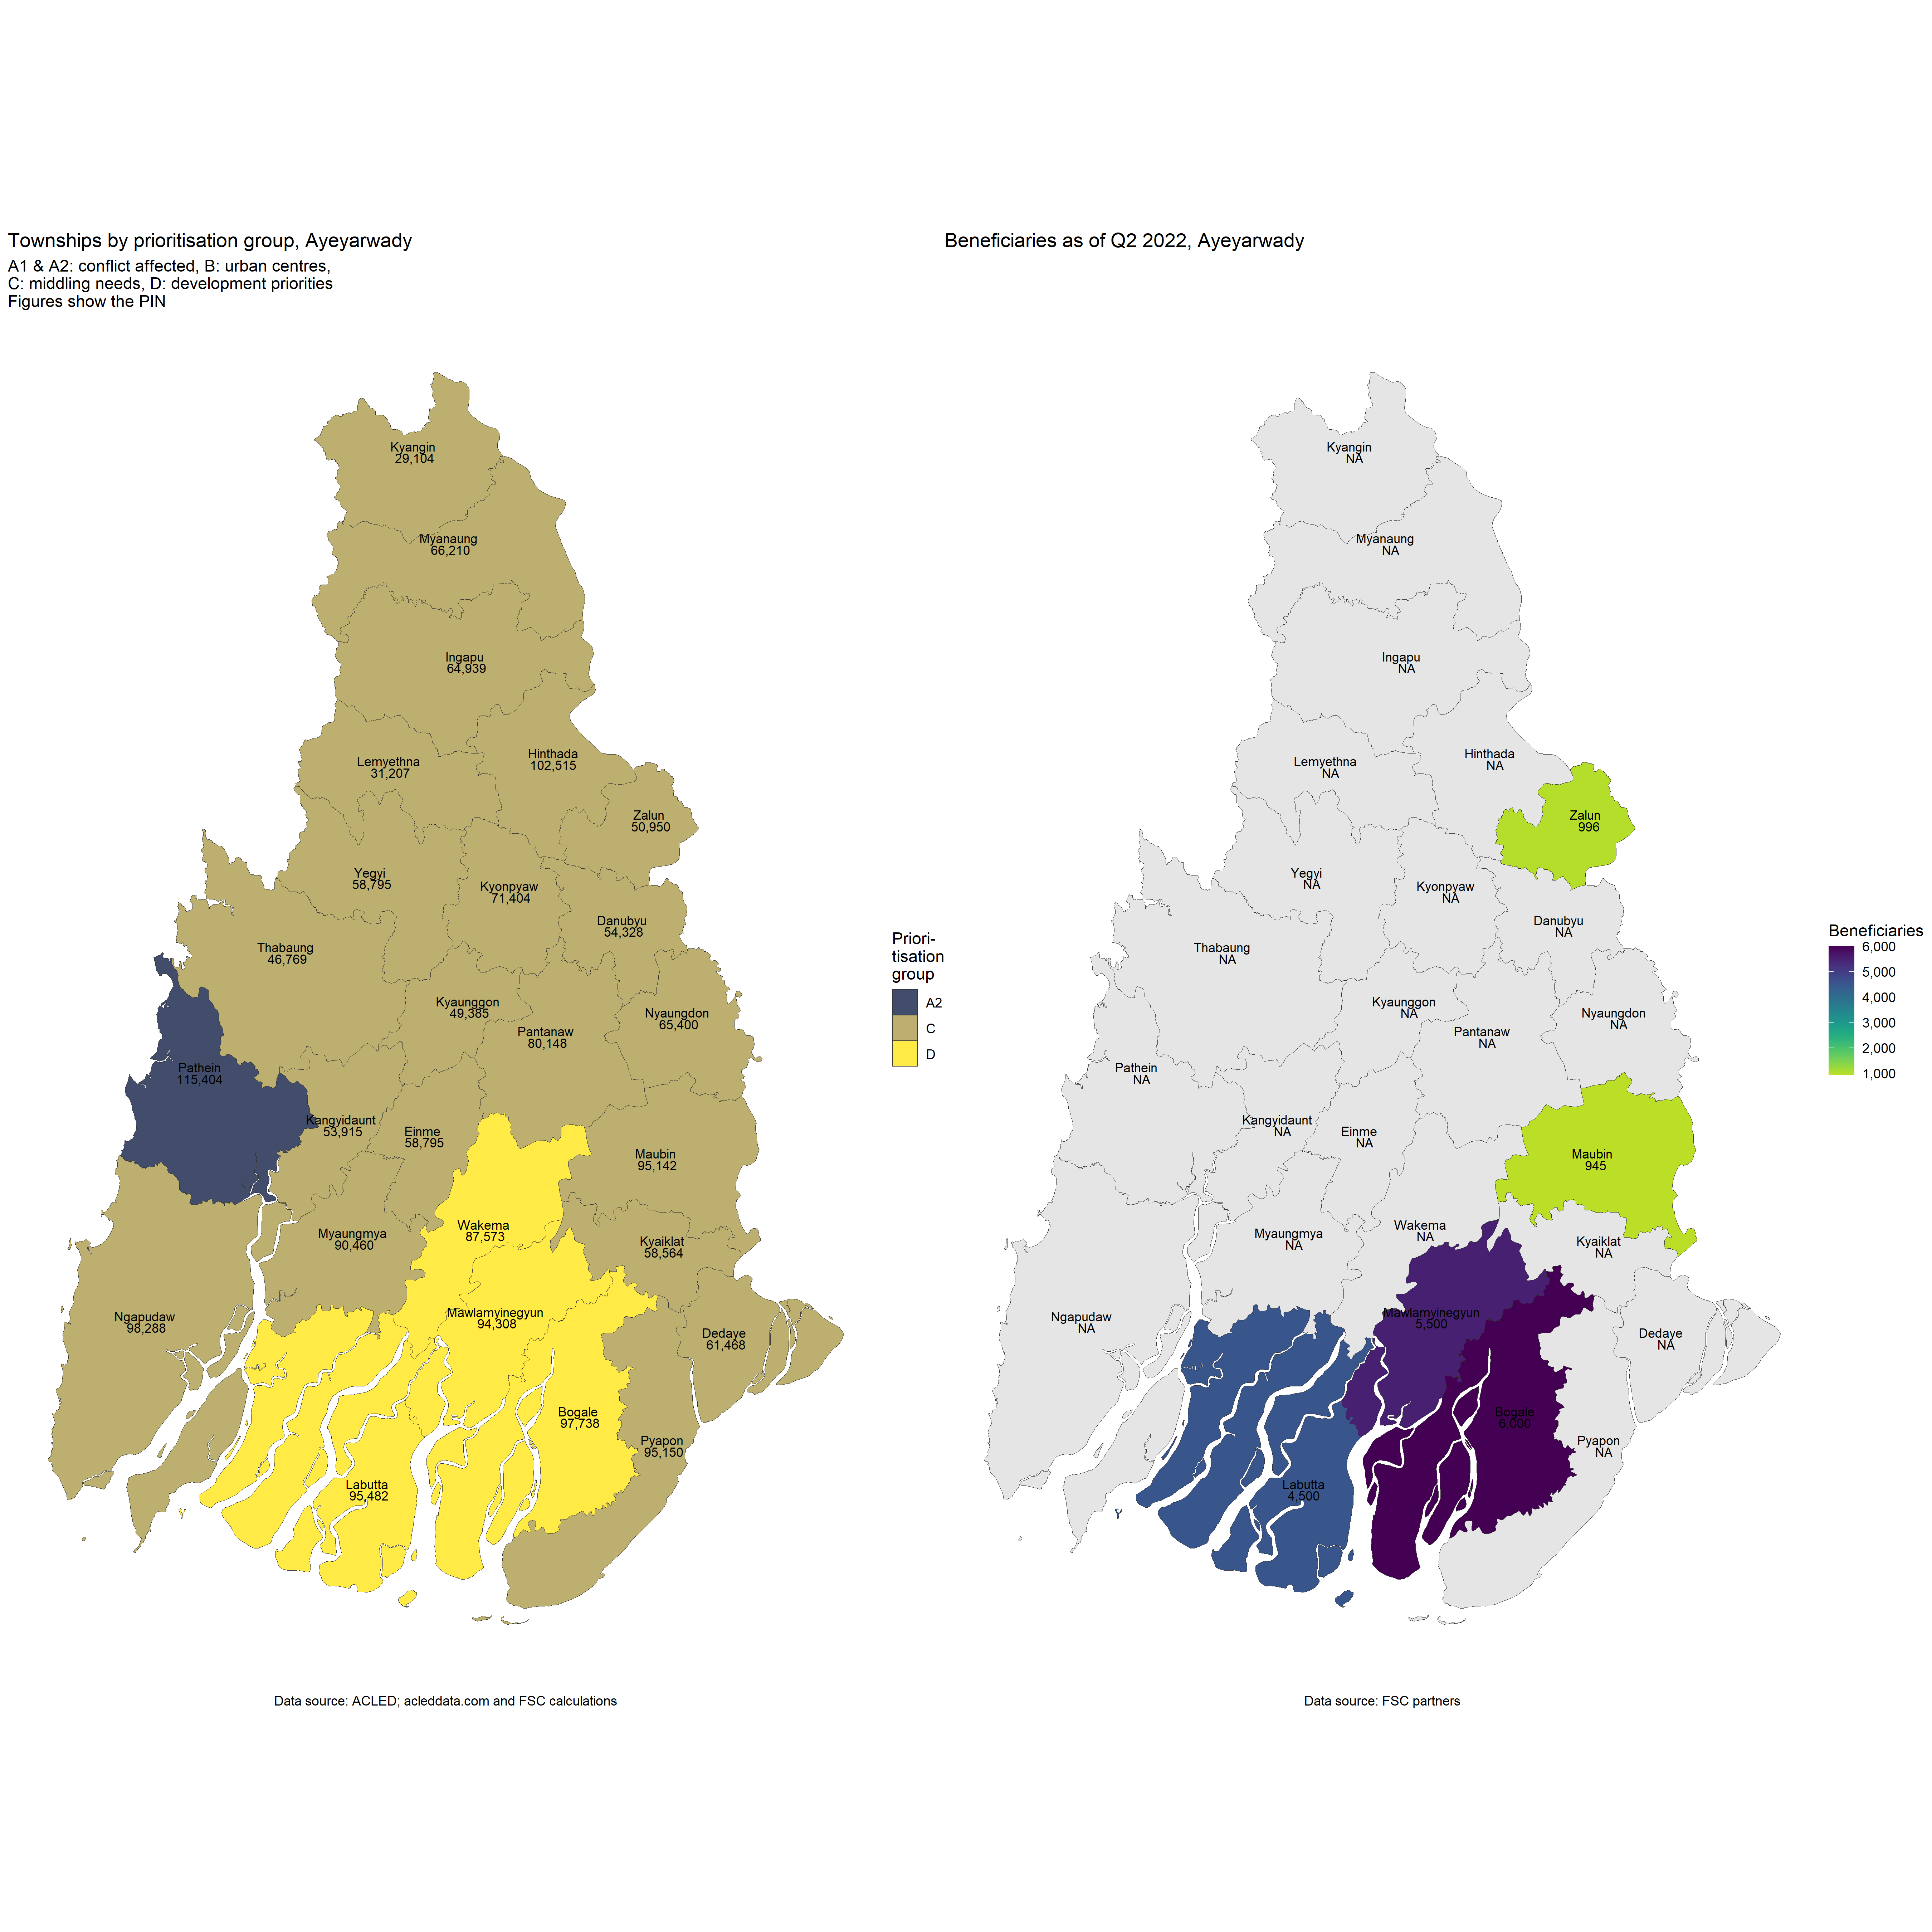 Townships by prioritisation group, Ayeyarwady
A1 & A2: conflict affected, B: urban centres,
C: middling needs, D: development priorities
Figures show the PIN
Kyangin
29,104
Myanaung
66,210
Ingapu
64,939
Lemyethna
31,207
Hinthada
102,515
Zalun
50,950
Yegyi
58,795
Kyonpyaw
71,404
Danubyu
54,328
Thabaung
46,769
Kyaunggon
49,385
Nyaungdon
65,400
Pantanaw
80,148
Pathein
115,404
Kangyidaunt
53,915
Einme
58,795
Maubin
95,142
Wakema
87,573
Myaungmya
90,460
Kyaiklat
58,564
Ngapudaw
98,288
Mawlamyinegyun
94,308
Dedaye
61,468
Bogale
97,738
Pyapon
95,150
Labutta
95,482
Priori-
tisation
group
A2
C
D
Data source: ACLED; acleddata.com and FSC calculations
Beneficiaries as of Q2 2022, Ayeyarwady
Kyangin
NA
Myanaung
NA
Ingapu
NA
Hinthada
NA
Lemyethna
NA
Zalun
996
Yegyi
NA
Kyonpyaw
NA
Danubyu
NA
Thabaung
NA
Kyaunggon
NA
Nyaungdon
NA
Pantanaw
NA
Pathein
NA
Kangyidaunt
NA
Einme
NA
Maubin
945
Wakema
NA
Myaungmya
NA
Kyaiklat
NA
Ngapudaw
NA
Mawlamyinegyun
5,500
Dedaye
NA
Bogale
6,000
Pyapon
NA
Labutta
4,500
Beneficiaries
6,000
5,000
4,000
3,000
2,000
1,000
Data source: FSC partners